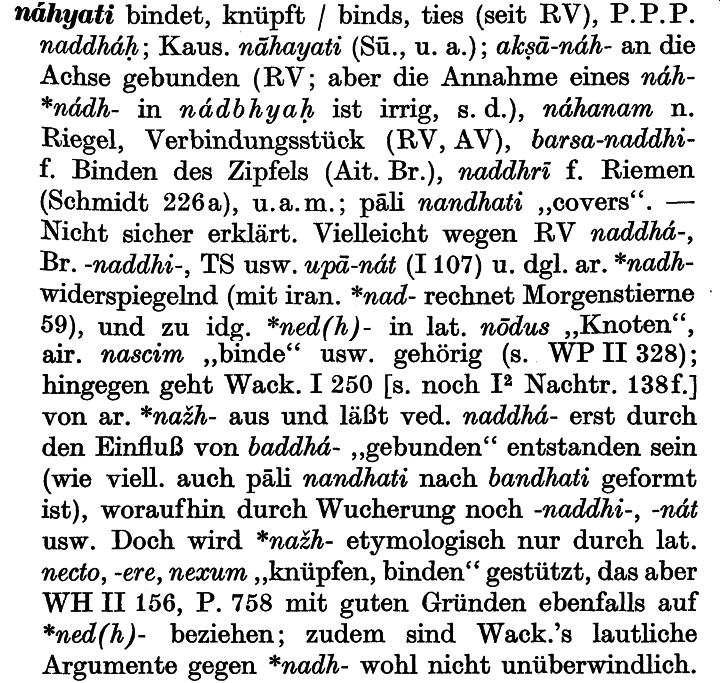 náhyati bindet, knüpft / binds, ties (seit RV), P.P.P.
naddháḥ; Kaus. nāhayati (Sū., u. a.); akṣā-náh- an die
Achse gebunden (RV; aber die Annahme eines náh-
*nádh- in nádbhyaḥ ist irrig, s. d.), náhanam n.
Riegel, Verbindungsstück (RV, AV), barsa-naddhi-
f. Binden des Zipfels (Ait. Br.), naddhrī f. Riemen
(Schmidt 226a), u.a.m.; pāli nandhati „covers“. —
Nicht sicher erklärt. Vielleicht wegen RV naddhá-,
Br. -naddhi-, TS usw. upā-nát (I 107) u. dgl. ar. *nadh-
widerspiegelnd (mit iran. *nad- rechnet Morgenstierne
59), und zu idg. *ned(h)- in lat. nōdus „Knoten“,
air. nascim „binde“ usw. gehörig (s. WP II 328);
hingegen geht Wack. I 250 [s. noch I² Nachtr. 138f.]
von ar. *nažh- aus und läßt ved. naddhá- erst durch
den Einfluß von baddhá- „gebunden“ entstanden sein
(wie viell. auch pāli nandhati nach bandhati geformt
ist), woraufhin durch Wucherung noch -naddhi-, -nát
usw. Doch wird *nažh- etymologisch nur durch lat.
necto, -ere, nexum „knüpfen, binden“ gestützt, das aber
WH II 156, P. 758 mit guten Gründen ebenfalls auf
*ned(h)- beziehen; zudem sind Wack.'s lautliche
Argumente gegen *nadh- wohl nicht unüberwindlich.